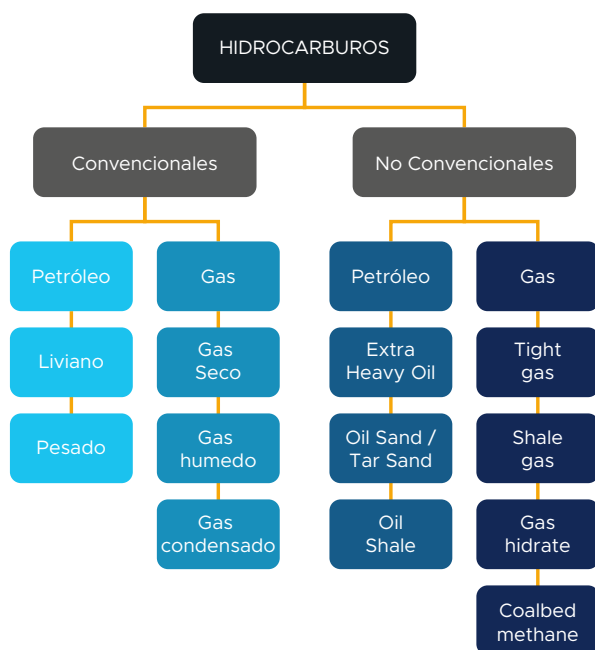 HIDROCARBUROS
Convencionales
No Convencionales
Petróleo
Gas
Petróleo
Gas
Liviano
Gas
Seco
Extra
Heavy Oil
Tight
gas
Pesado
Gas
humedo
Oil Sand /
Tar Sand
Shale
gas
Gas
condensado
Oil
Shale
Gas
hidrate
Coalbed
methane